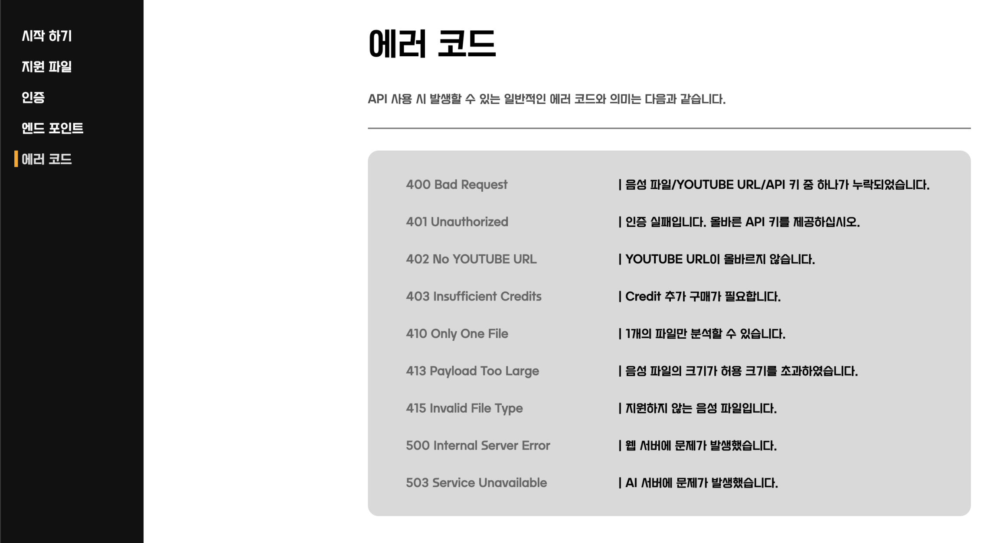 시작 하기
지원 파일
인증
엔드 포인트
에러 코드
에러 코드
API 사용 시 발생할 수 있는 일반적인 에러 코드와 의미는 다음과 같습니다.
400 Bad Request | 음성 파일/YOUTUBE URL/API 키 중 하나가 누락되었습니다.
401 Unauthorized | 인증 실패입니다. 올바른 API 키를 제공하십시오.
402 No YOUTUBE URL | YOUTUBE URL이 올바르지 않습니다.
403 Insufficient Credits | Credit 추가 구매가 필요합니다.
410 Only One File | 1개의 파일만 분석할 수 있습니다.
413 Payload Too Large | 음성 파일의 크기가 허용 크기를 초과하였습니다.
415 Invalid File Type | 지원하지 않는 음성 파일입니다.
500 Internal Server Error | 웹 서버에 문제가 발생했습니다.
503 Service Unavailable | AI 서버에 문제가 발생했습니다.